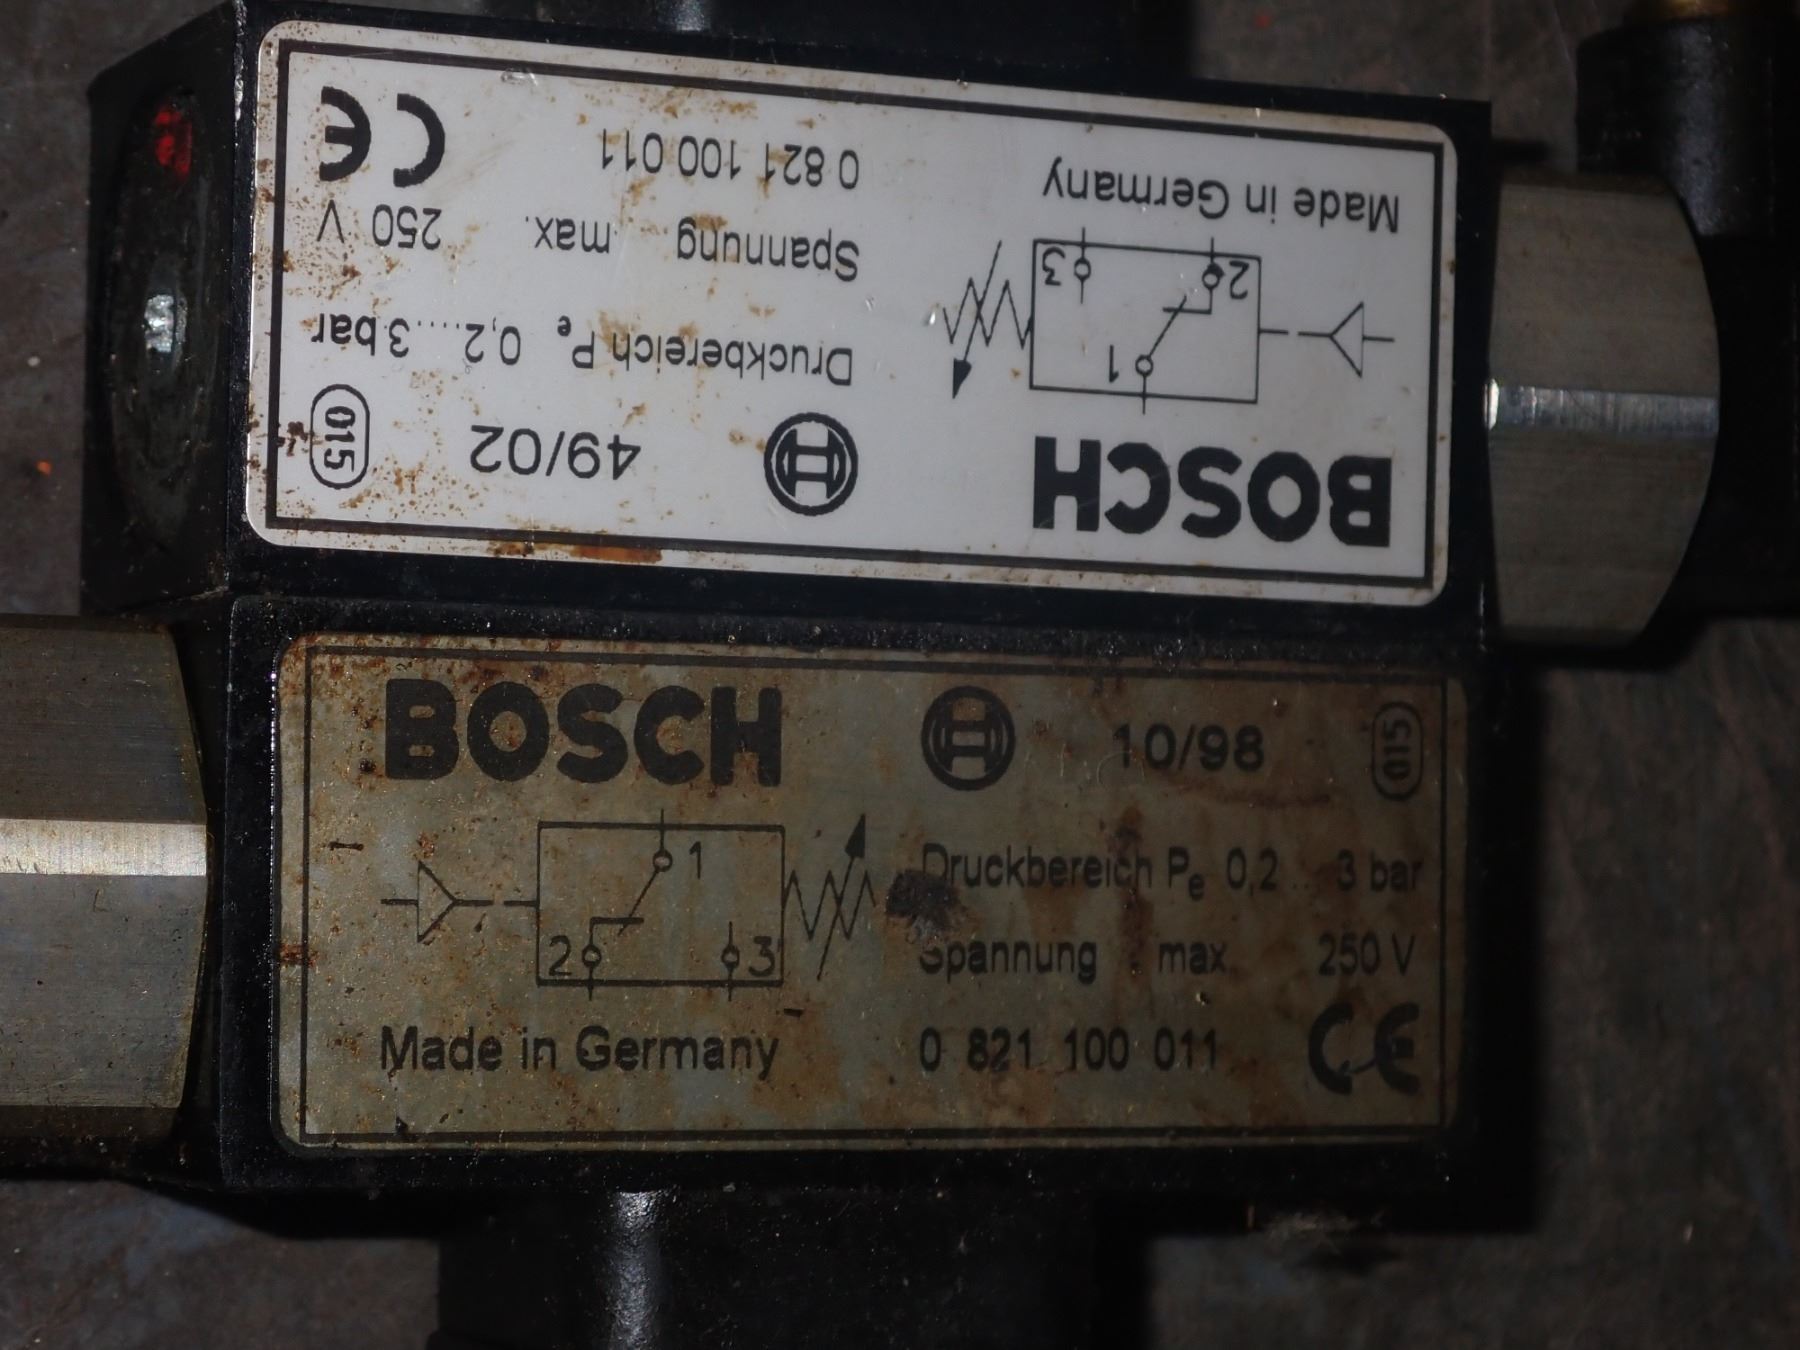 BOSCH 49/02 015
Druckbereich Pe 0,2....3 bar
1
2 3
Spannung max. 250 V
Made in Germany 0 821 100 011 CE
BOSCH 10/98 015
1
Druckbereich Pe 0,2 ... 3 bar
2 3
Spannung max. 250 V
Made in Germany 0 821 100 011 CE